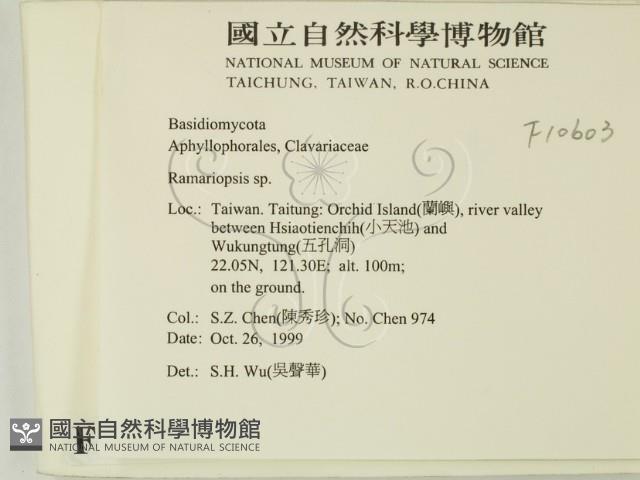 國立自然科學博物館
NATIONAL MUSEUM OF NATURAL SCIENCE
TAICHUNG, TAIWAN, R.O.CHINA
F10603
Basidiomycota
Aphyllophorales, Clavariaceae
Ramariopsis sp.
Loc.: Taiwan. Taitung: Orchid Island(蘭嶼), river valley
between Hsiaotienchih(小天池) and
Wukungtung(五孔洞)
22.05N, 121.30E; alt. 100m;
on the ground.
Col.: S.Z. Chen(陳秀珍); No. Chen 974
Date: Oct. 26, 1999
Det.: S.H. Wu(吳聲華)
F
國立自然科學博物館
NATIONAL MUSEUM OF NATURAL SCIENCE